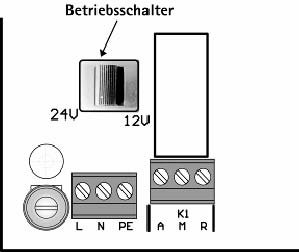 Betriebsschalter
24V
12V
L N PE
K1
A M R